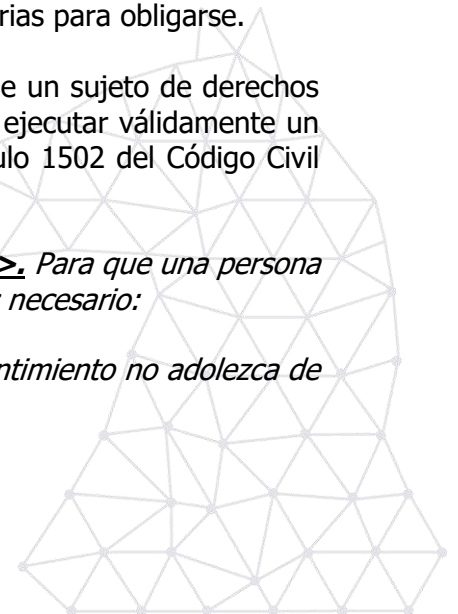 rias para obligarse.
e un sujeto de derechos
ejecutar válidamente un
ulo 1502 del Código Civil
>. Para que una persona
necesario:
ntimiento no adolezca de